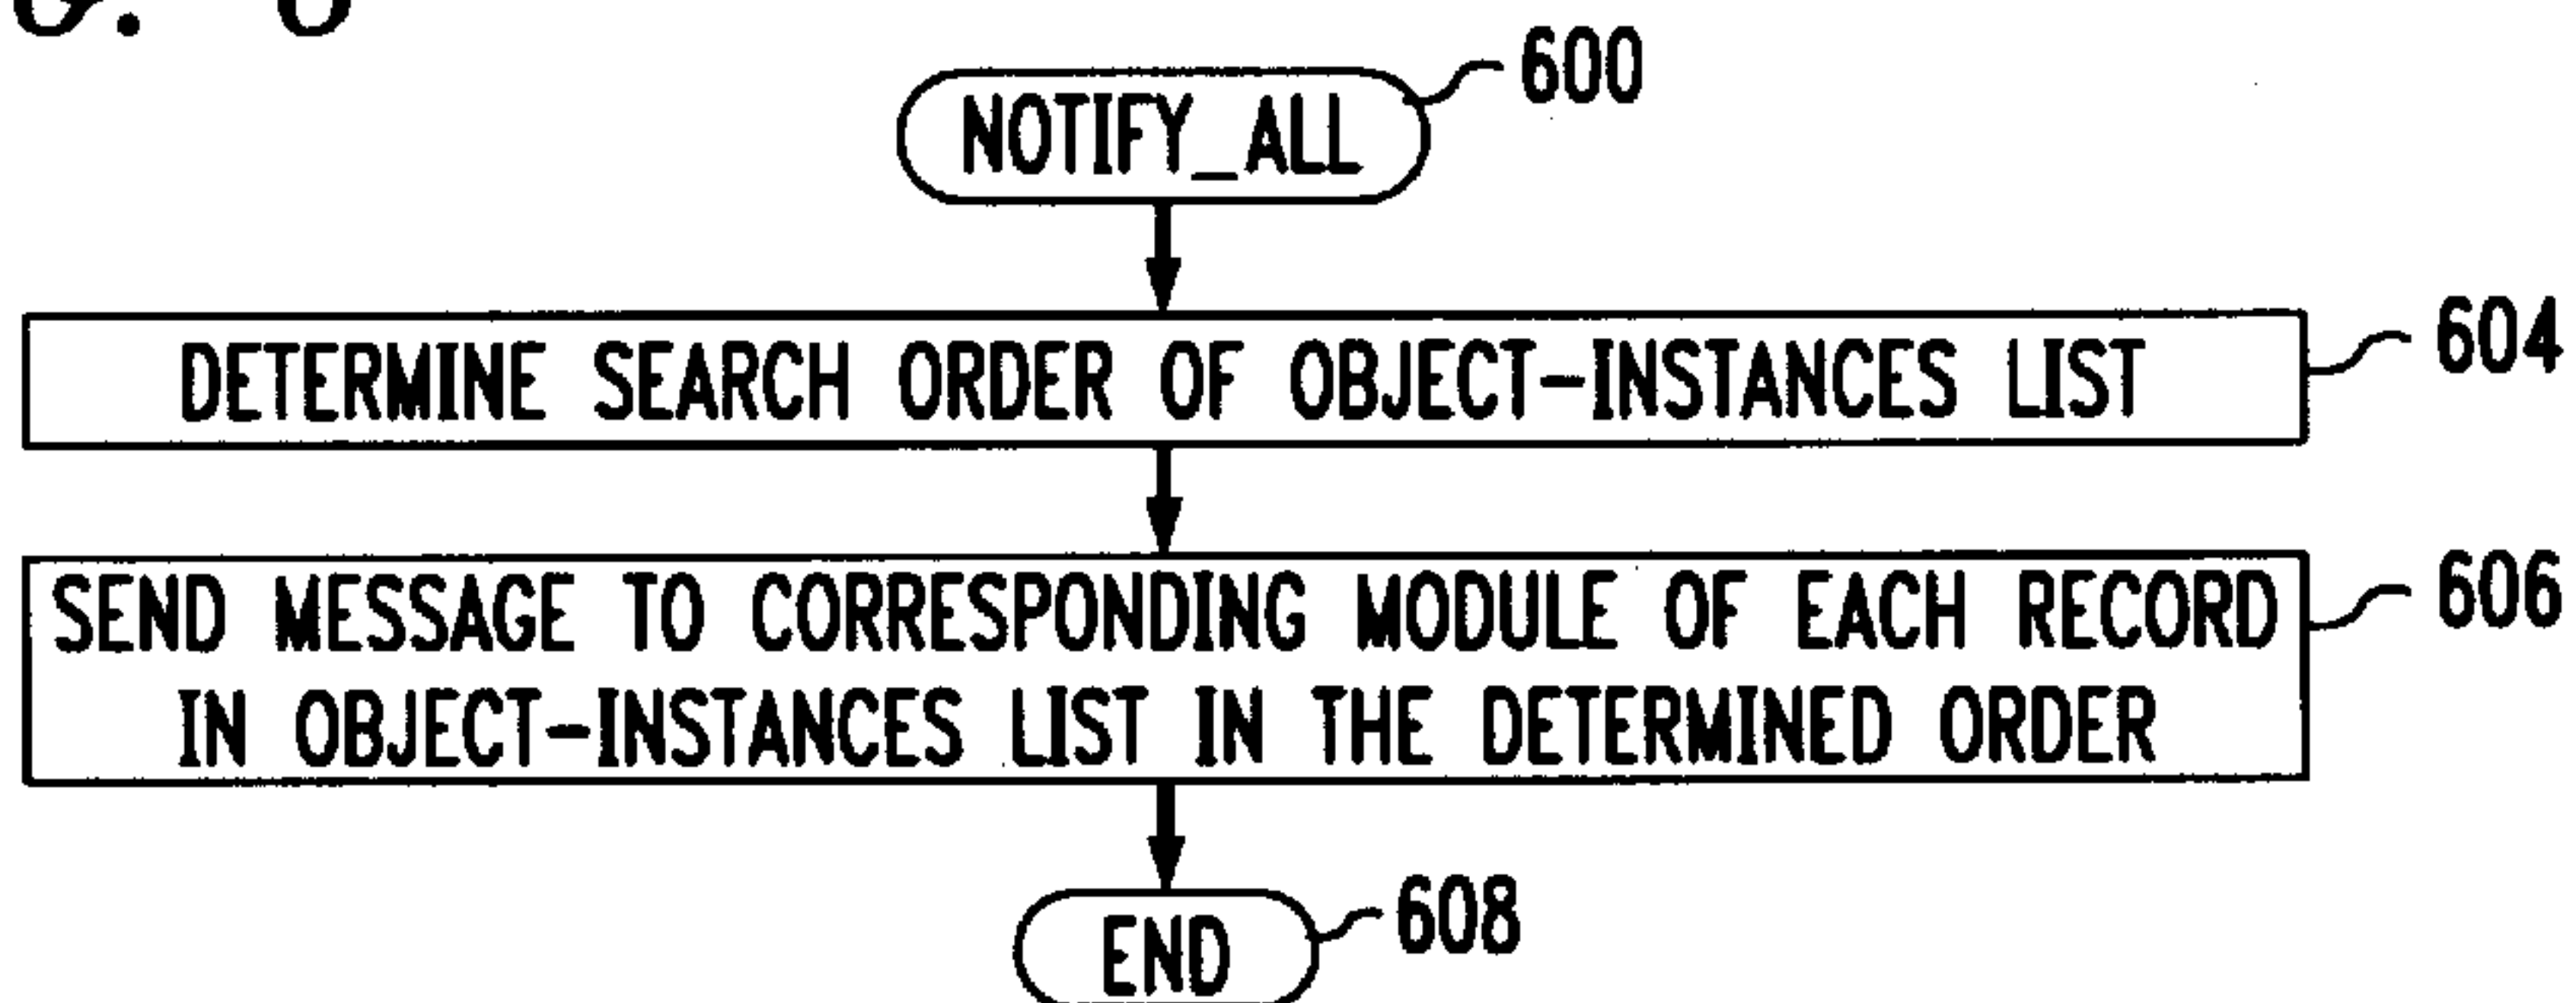 NOTIFY_ALL
600
DETERMINE SEARCH ORDER OF OBJECT-INSTANCES LIST
604
SEND MESSAGE TO CORRESPONDING MODULE OF EACH RECORD
IN OBJECT-INSTANCES LIST IN THE DETERMINED ORDER
606
END
608